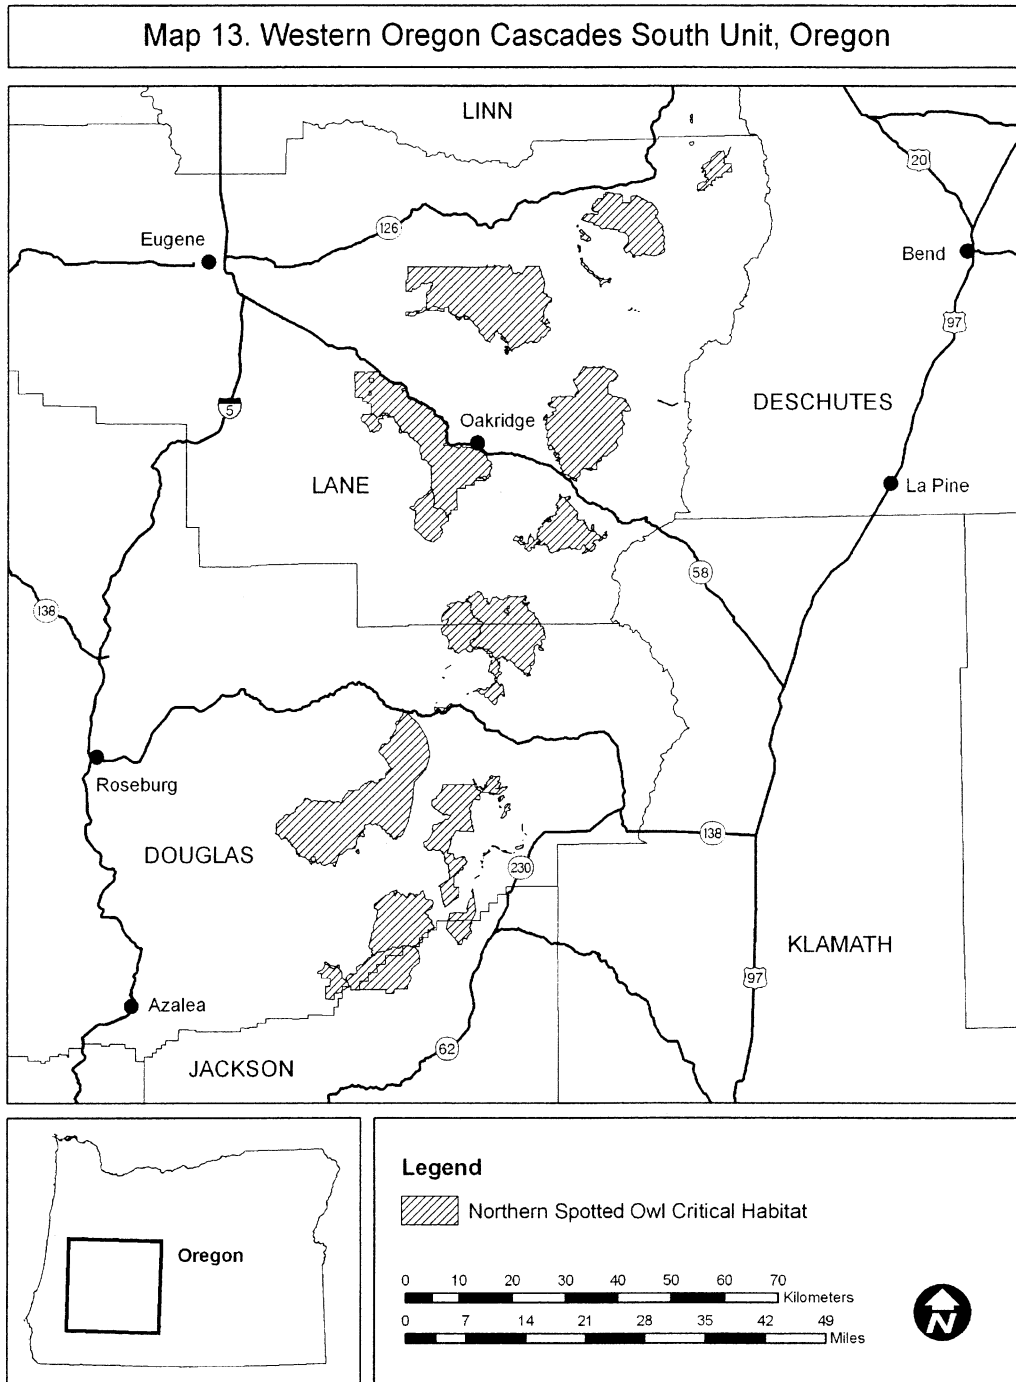 Map 13. Western Oregon Cascades South Unit, Oregon
LINN
20
126
Eugene
Bend
97
DESCHUTES
5
Oakridge
LANE
La Pine
58
138
Roseburg
DOUGLAS
138
230
KLAMATH
97
Azalea
62
JACKSON
Oregon
Legend
Northern Spotted Owl Critical Habitat
0 10 20 30 40 50 60 70
Kilometers
0 7 14 21 28 35 42 49
Miles
N